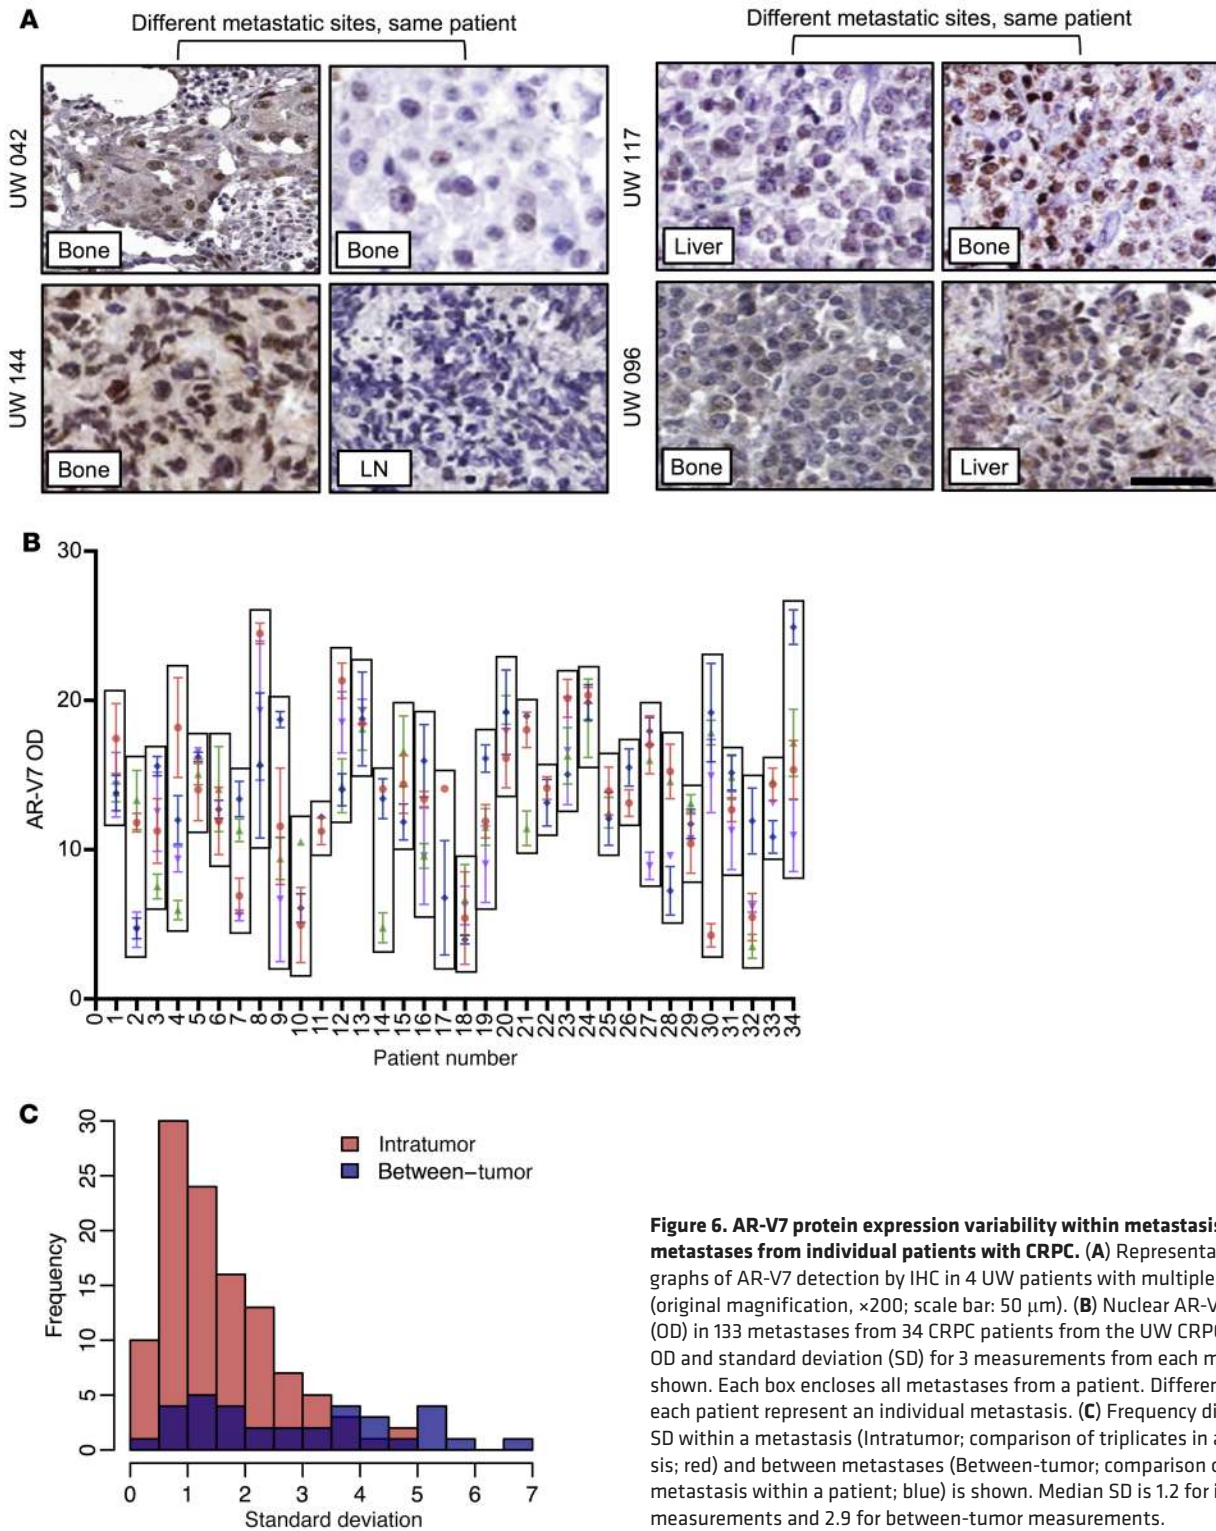 A
Different metastatic sites, same patient
Different metastatic sites, same patient
UW 042
Bone
Bone
UW 117
Liver
Bone
UW 144
Bone
LN
UW 096
Bone
Liver
B
30
20
10
0
AR-V7 OD
0 1 2 3 4 5 6 7 8 9 10 11 12 13 14 15 16 17 18 19 20 21 22 23 24 25 26 27 28 29 30 31 32 33 34
Patient number
C
30
25
20
15
10
5
0
Frequency
Intratumor
Between-tumor
0 1 2 3 4 5 6 7
Standard deviation
Figure 6. AR-V7 protein expression variability within metastasis
metastases from individual patients with CRPC. (A) Representa
graphs of AR-V7 detection by IHC in 4 UW patients with multiple
(original magnification, ×200; scale bar: 50 μm). (B) Nuclear AR-V
(OD) in 133 metastases from 34 CRPC patients from the UW CRPC
OD and standard deviation (SD) for 3 measurements from each m
shown. Each box encloses all metastases from a patient. Differen
each patient represent an individual metastasis. (C) Frequency di
SD within a metastasis (Intratumor; comparison of triplicates in a
sis; red) and between metastases (Between-tumor; comparison o
metastasis within a patient; blue) is shown. Median SD is 1.2 for i
measurements and 2.9 for between-tumor measurements.